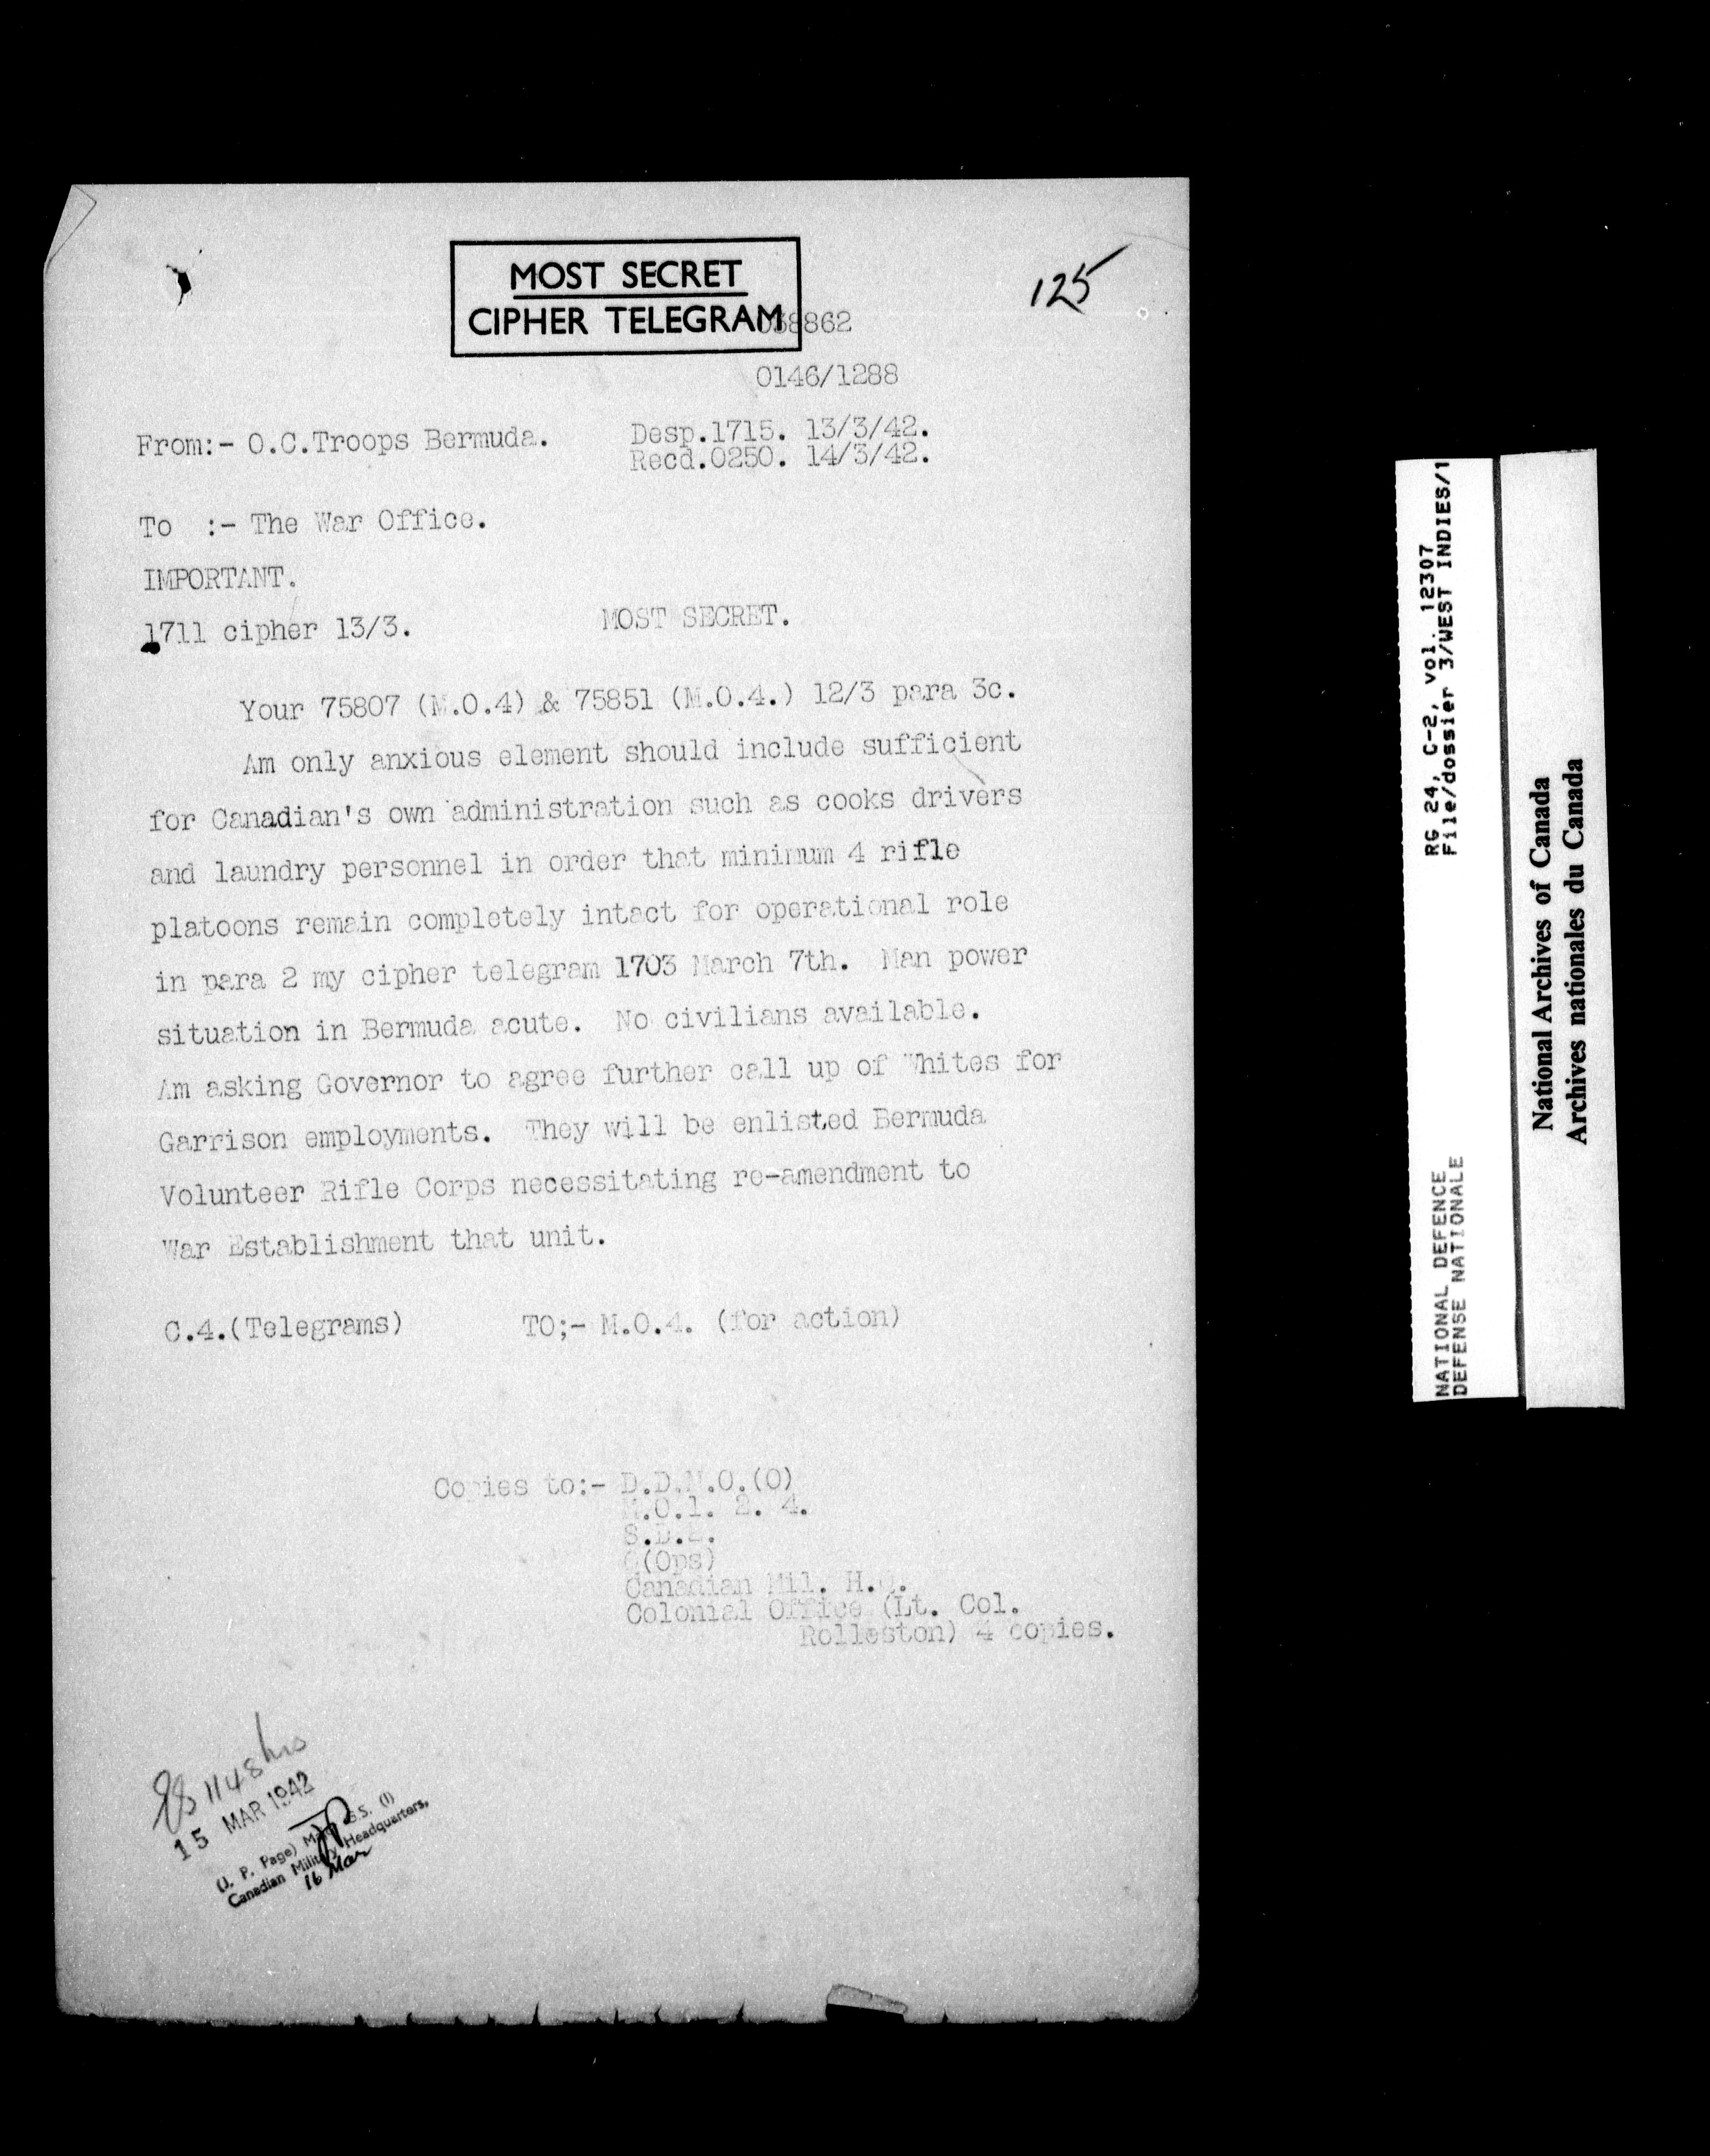 MOST SECRET
CIPHER TELEGRAM
8862
125
0146/1288
From:- O.C.Troops Bermuda.
Desp.1715. 13/3/42.
Recd.0250. 14/3/42.
To :- The War Office.
IMPORTANT.
1711 cipher 13/3.
MOST SECRET.
Your 75807 (M.O.4) & 75851 (M.O.4.) 12/3 para 3c.
Am only anxious element should include sufficient
for Canadian's own administration such as cooks drivers
and laundry personnel in order that minimum 4 rifle
platoons remain completely intact for operational role
in para 2 my cipher telegram 1703 March 7th. Man power
situation in Bermuda acute. No civilians available.
Am asking Governor to agree further call up of Whites for
Garrison employments. They will be enlisted Bermuda
Volunteer Rifle Corps necessitating re-amendment to
War Establishment that unit.
C.4.(Telegrams)
TO;- M.O.4. (for action)
Copies to:- D.D.M.O.(O)
M.O.1. 2. 4.
(Ops)
Canadian Mil. H.Q.
Colonial Office (Lt. Col.
Rolleston) 4 copies.
1148 hrs
15 MAR 1942
(J. P. Page) G.S. (I)
Canadian Military Headquarters,
16 Mar
RG 24, C-2, vol. 12307
File/dossier 3/WEST INDIES/1
NATIONAL DEFENCE
DEFENSE NATIONALE
National Archives of Canada
Archives nationales du Canada